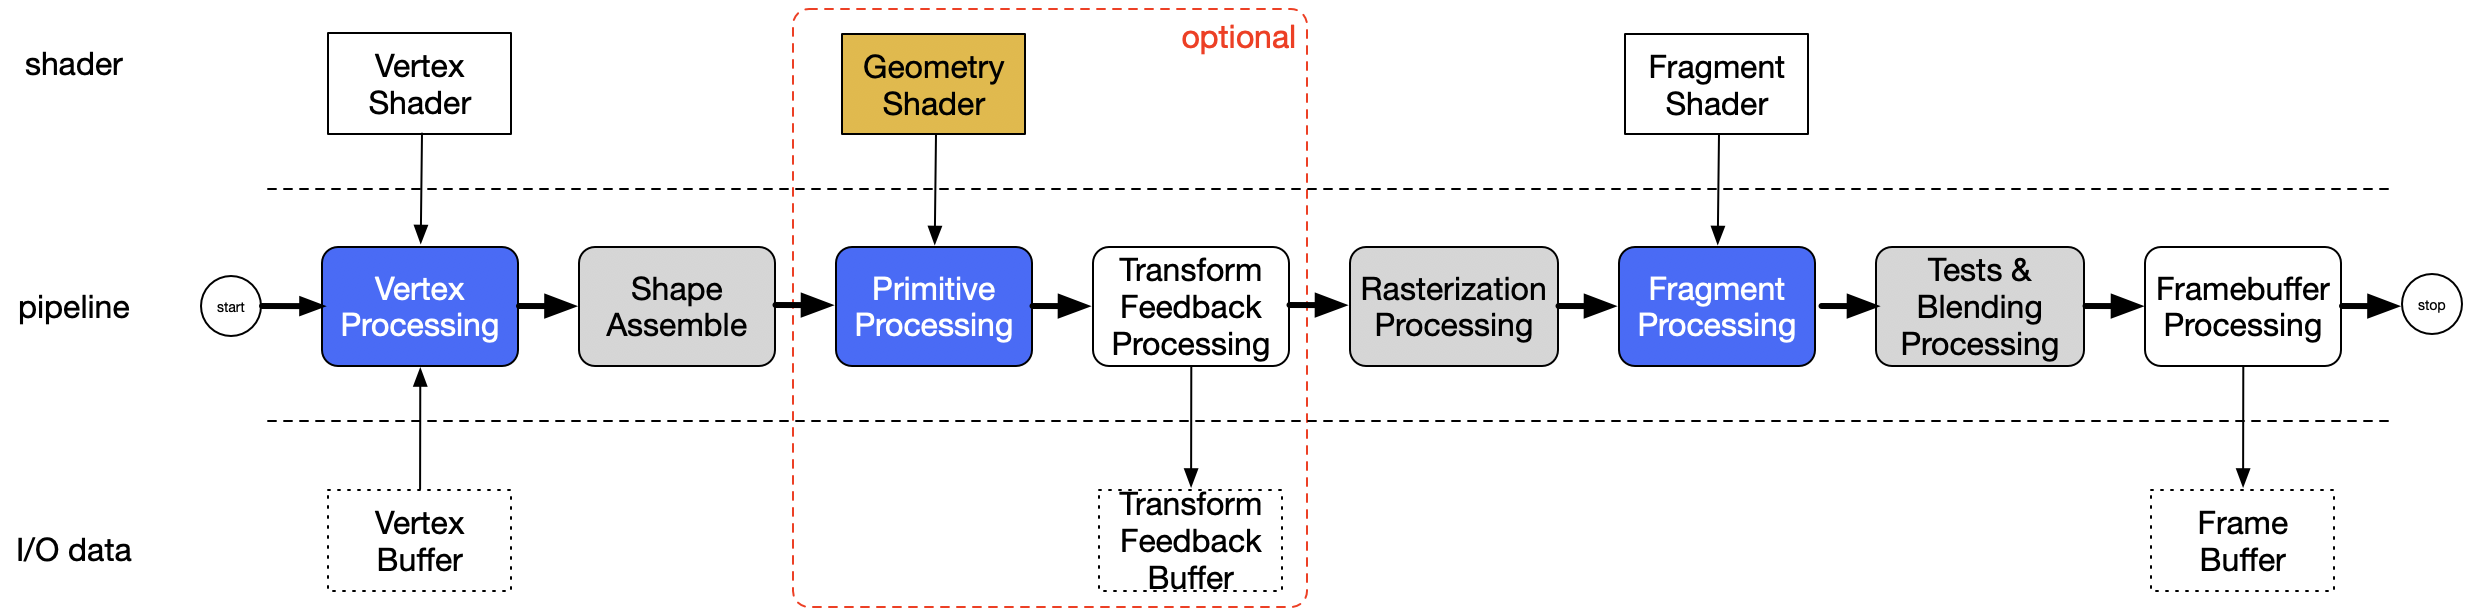 optional
shader
Vertex
Shader
Geometry
Shader
Fragment
Shader
pipeline
start
Vertex
Processing
Shape
Assemble
Primitive
Processing
Transform
Feedback
Processing
Rasterization
Processing
Fragment
Processing
Tests &
Blending
Processing
Framebuffer
Processing
stop
I/O data
Vertex
Buffer
Transform
Feedback
Buffer
Frame
Buffer